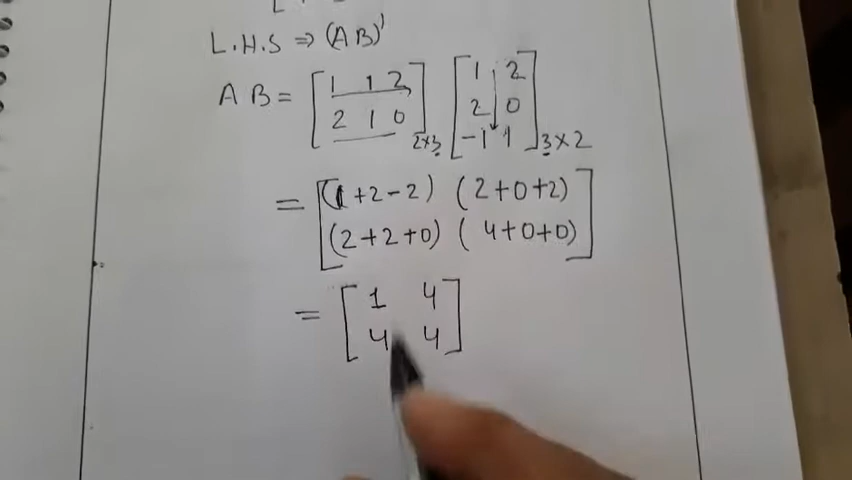 L.H.S ⇒ (AB)'
AB = [1 1 2 2 1 0]2×3 [1 2 2 0 -1 1]3×2
= [(1+2-2) (2+0+2)
(2+2+0) (4+0+0)]
= [1 4
4 4]